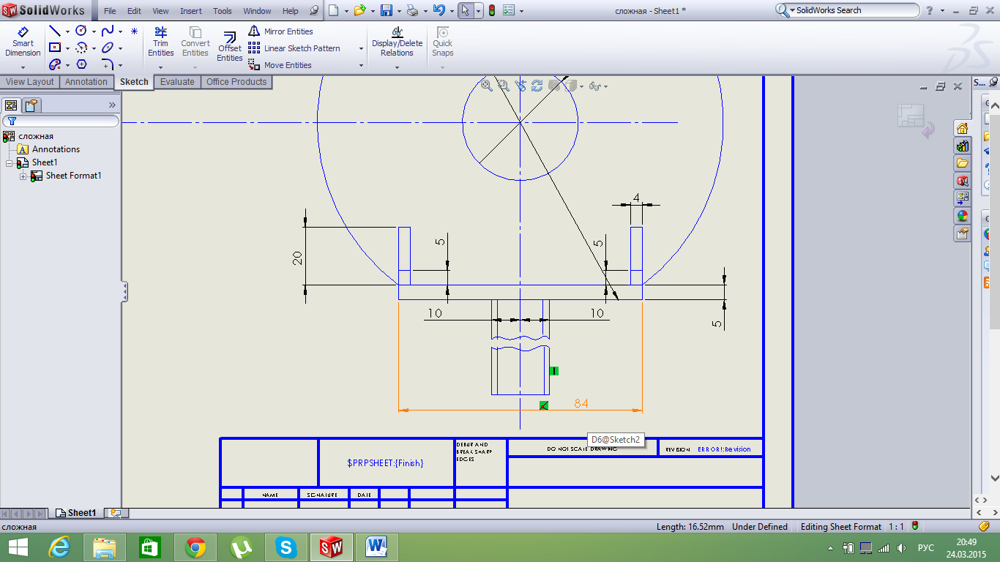 SolidWorks File Edit View Insert Tools Window Help сложная - Sheet1 * SolidWorks Search ?
Smart Dimension
Trim Entities
Convert Entities
Offset Entities
Mirror Entities
Linear Sketch Pattern
Move Entities
Display/Delete Relations
Quick Snaps
View Layout Annotation Sketch Evaluate Office Products
S...
сложная
Annotations
Sheet1
Sheet Format1
4
5
5
20
10
10
5
84
D6@Sketch2
$PRPSHEET:{Finish}
DEBUR AND
BREAK SHARP
EDGES
DO NOT SCALE DRAWING
REVISION ERROR!:Revision
NAME SIGNATURE DATE
Sheet1
сложная Length: 16.52mm Under Defined Editing Sheet Format 1 : 1
РУС
20:49
24.03.2015